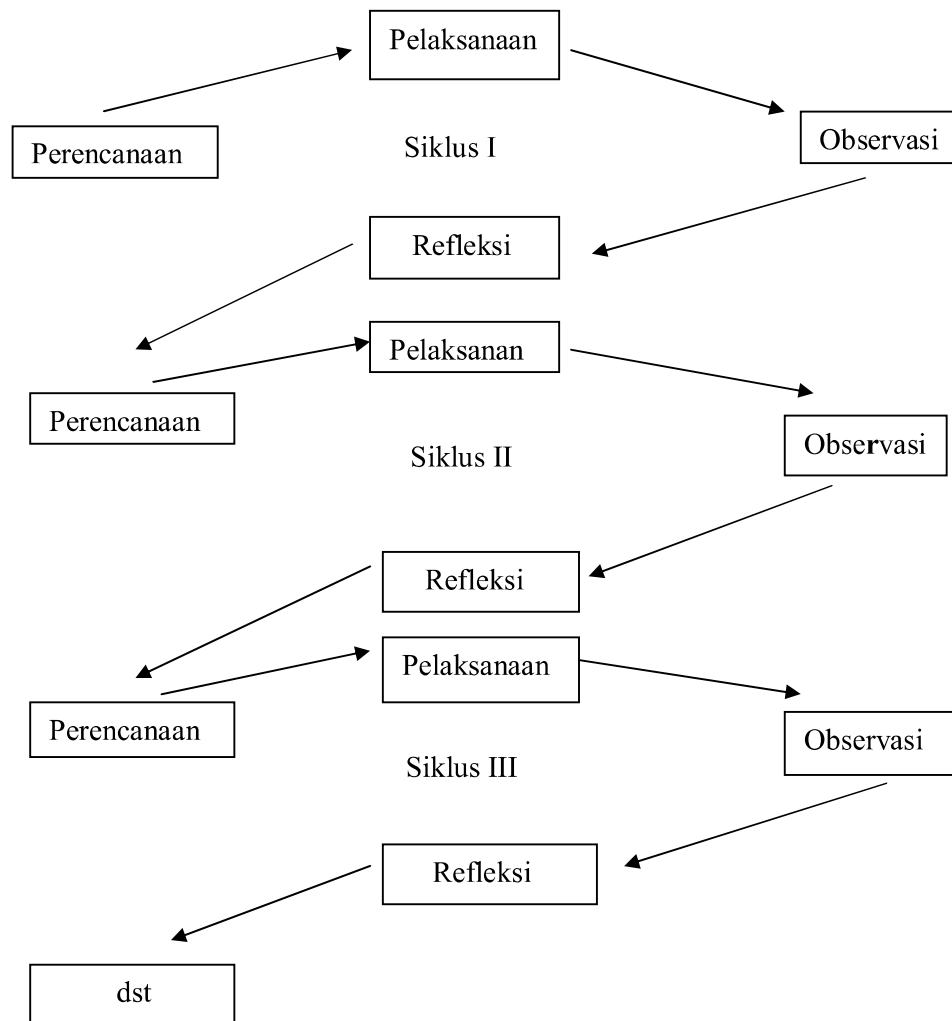 Pelaksanaan
Perencanaan
Siklus I
Observasi
Refleksi
Pelaksanan
Perencanaan
Siklus II
Observasi
Refleksi
Pelaksanaan
Perencanaan
Siklus III
Observasi
Refleksi
dst